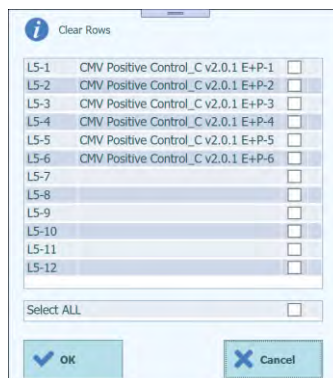 Clear Rows
L5-1 CMV Positive Control_C v2.0.1 E+P-1
L5-2 CMV Positive Control_C v2.0.1 E+P-2
L5-3 CMV Positive Control_C v2.0.1 E+P-3
L5-4 CMV Positive Control_C v2.0.1 E+P-4
L5-5 CMV Positive Control_C v2.0.1 E+P-5
L5-6 CMV Positive Control_C v2.0.1 E+P-6
L5-7
L5-8
L5-9
L5-10
L5-11
L5-12
Select ALL
OK Cancel